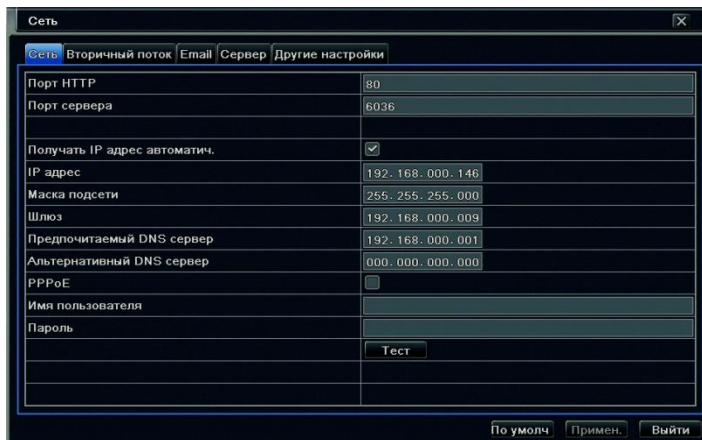 Сеть
Сеть Вторичный поток Email Сервер Другие настройки
Порт HTTP 80
Порт сервера 6036
Получать IP адрес автоматич.
IP адрес 192.168.000.146
Маска подсети 255.255.255.000
Шлюз 192.168.000.009
Предпочитаемый DNS сервер 192.168.000.001
Альтернативный DNS сервер 000.000.000.000
PPPoE
Имя пользователя
Пароль
Тест
По умолч Примен. Выйти